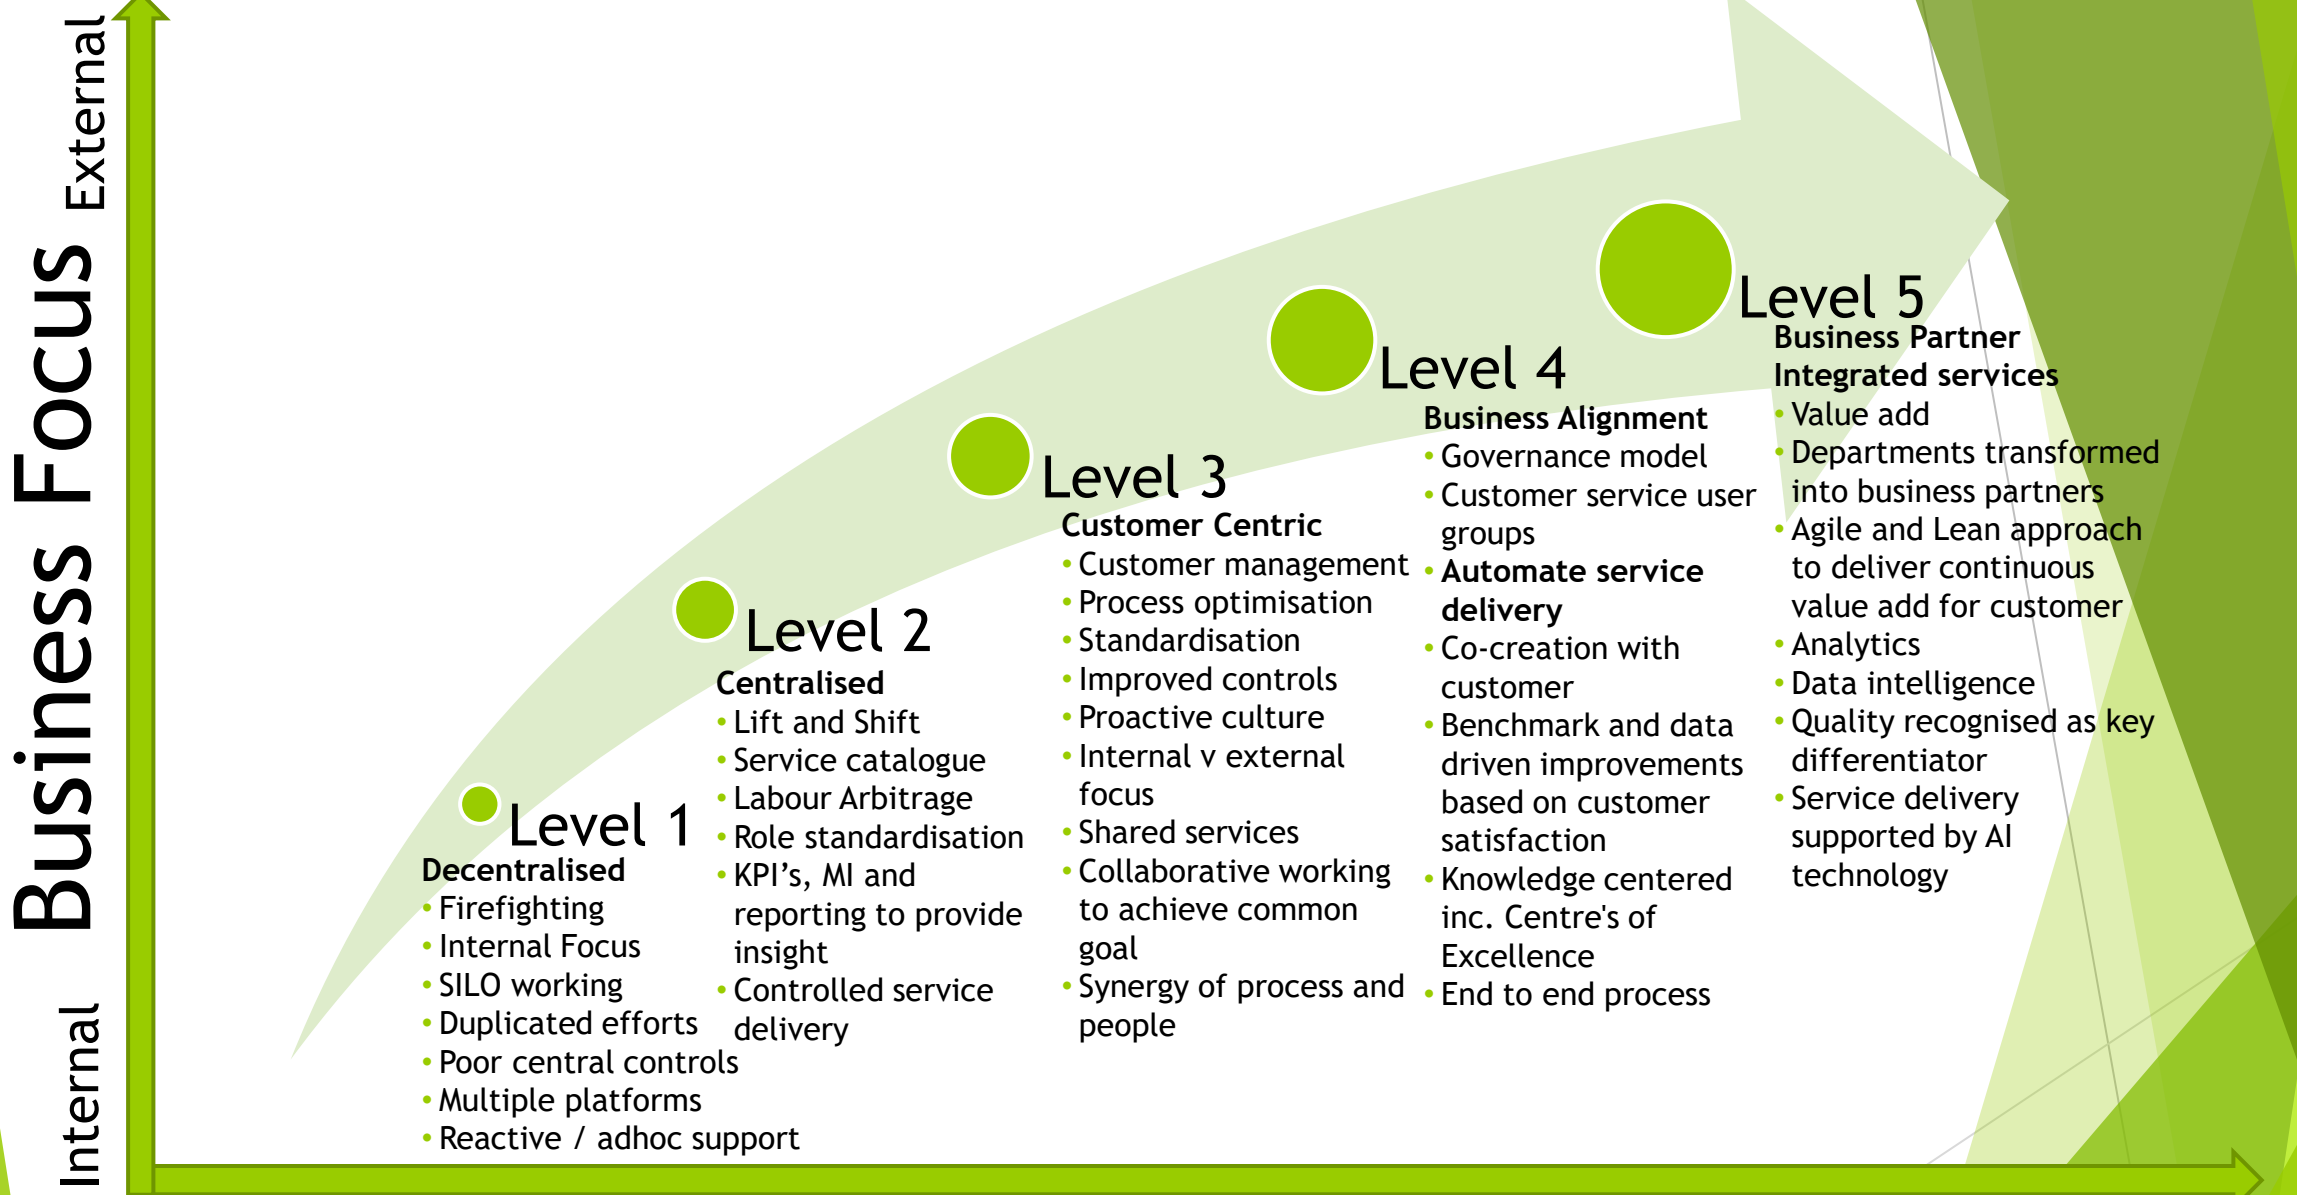 External
Business Focus
Internal
Level 1
Decentralised
• Firefighting
• Internal Focus
• SILO working
• Duplicated efforts
• Poor central controls
• Multiple platforms
• Reactive / adhoc support
Level 2
Centralised
• Lift and Shift
• Service catalogue
• Labour Arbitrage
• Role standardisation
• KPI’s, MI and
reporting to provide
insight
• Controlled service
delivery
Level 3
Customer Centric
• Customer management
• Process optimisation
• Standardisation
• Improved controls
• Proactive culture
• Internal v external
focus
• Shared services
• Collaborative working
to achieve common
goal
• Synergy of process and
people
Level 4
Business Alignment
• Governance model
• Customer service user
groups
• Automate service
delivery
• Co-creation with
customer
• Benchmark and data
driven improvements
based on customer
satisfaction
• Knowledge centered
inc. Centre's of
Excellence
• End to end process
Level 5
Business Partner
Integrated services
• Value add
• Departments transformed
into business partners
• Agile and Lean approach
to deliver continuous
value add for customer
• Analytics
• Data intelligence
• Quality recognised as key
differentiator
• Service delivery
supported by AI
technology